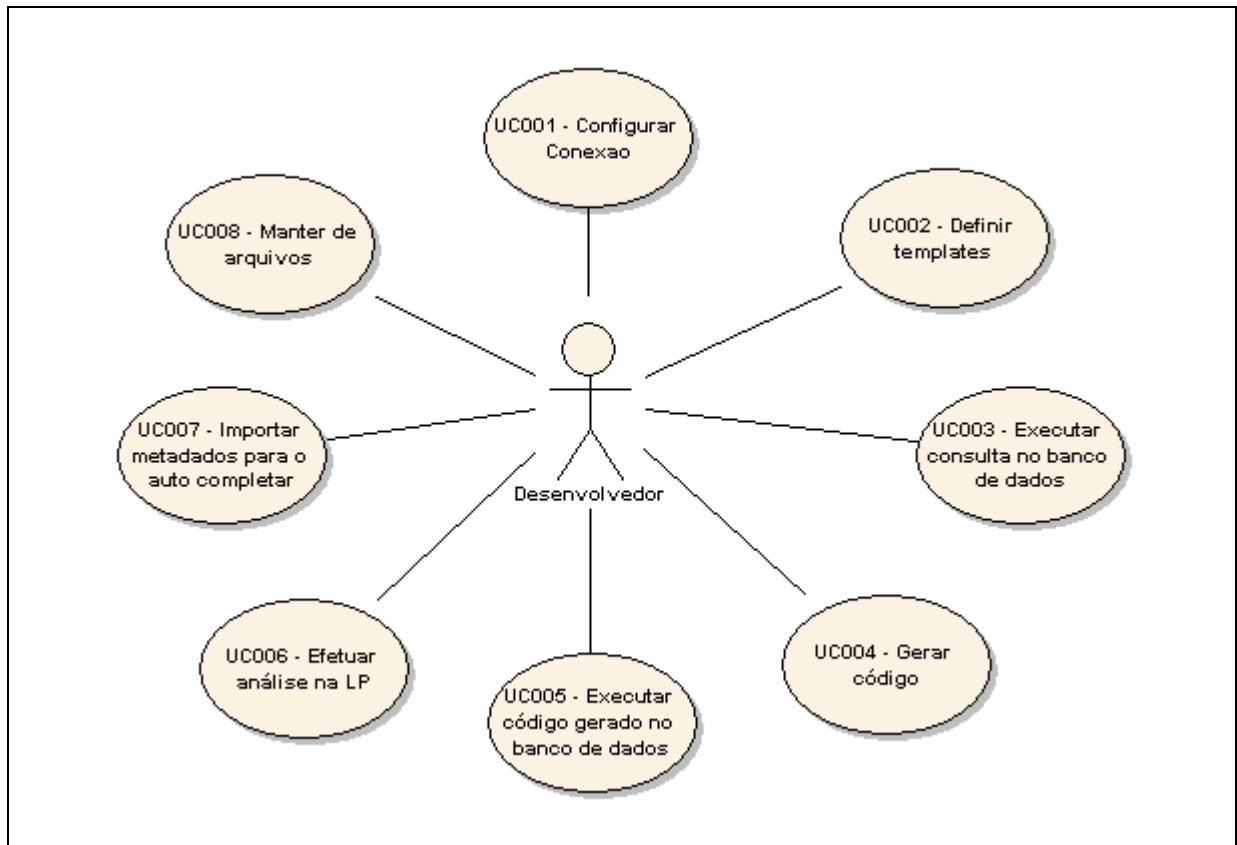 UC001 - Configurar
Conexao
UC008 - Manter de
arquivos
UC002 - Definir
templates
UC007 - Importar
metadados para o
auto completar
UC003 - Executar
consulta no banco
de dados
Desenvolvedor
UC006 - Efetuar
análise na LP
UC005 - Executar
código gerado no
banco de dados
UC004 - Gerar
código